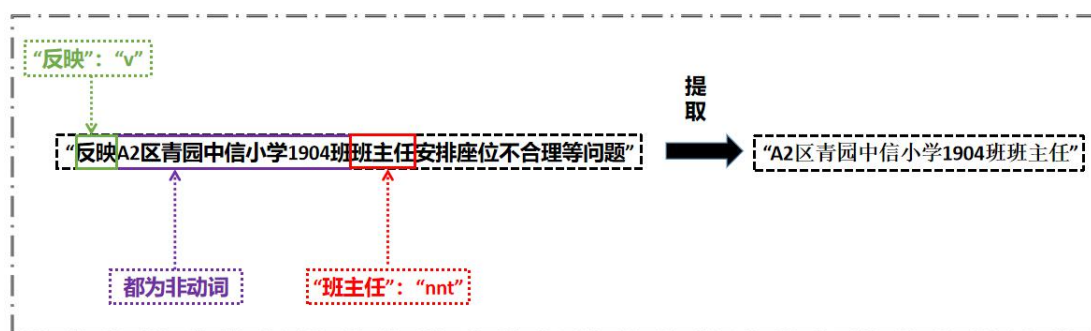 “反映”：“v”
提
取
“反映A2区青园中信小学1904班班主任安排座位不合理等问题”
“A2区青园中信小学1904班班主任”
都为非动词
“班主任”：“nnt”